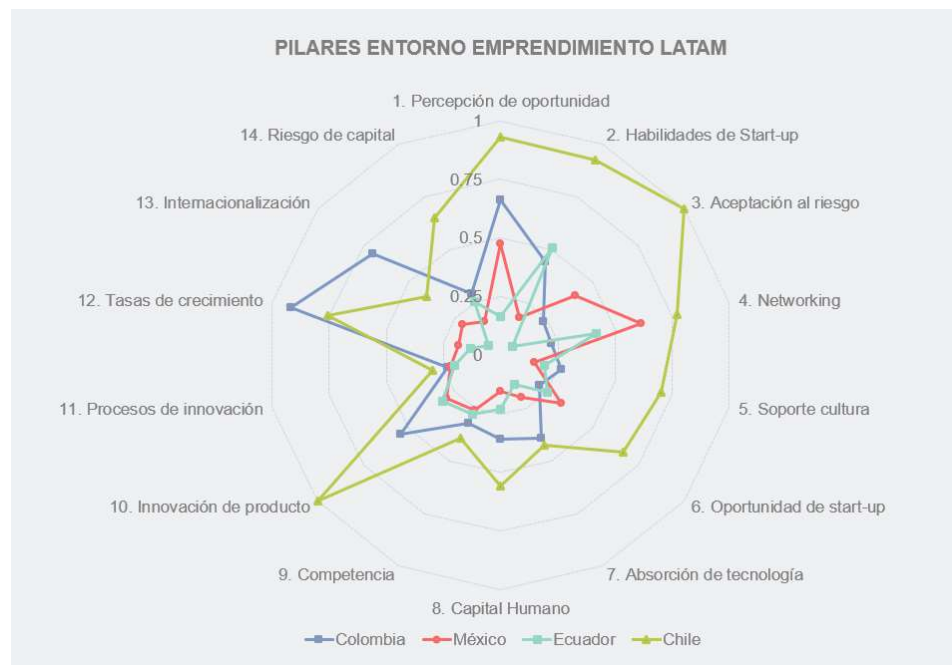 PILARES ENTORNO EMPRENDIMIENTO LATAM
1. Percepción de oportunidad
14. Riesgo de capital
1
2. Habilidades de Start-up
0.75
13. Internacionalización
3. Aceptación al riesgo
0.5
12. Tasas de crecimiento
0.25
4. Networking
0
11. Procesos de innovación
5. Soporte cultura
10. Innovación de producto
6. Oportunidad de start-up
9. Competencia
7. Absorción de tecnología
8. Capital Humano
Colombia México Ecuador Chile